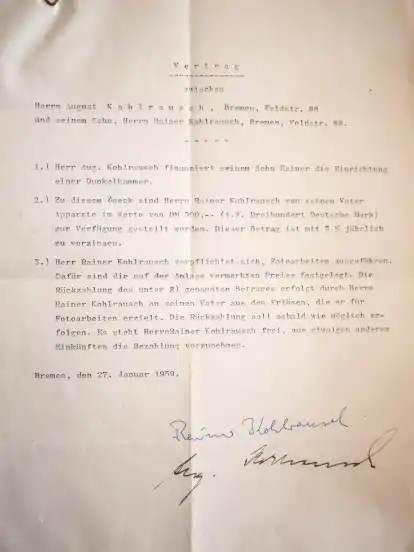 V e r t r a g
zwischen
Herrn August K o h l r a u s c h , Bremen, Feldstr. 88
und seinem Sohn, Herrn Rainer Kohlrausch, Bremen, Feldstr. 88.
- - - - -
1.) Herr Aug. Kohlrausch finanziert seinem Sohn Rainer die Einrichtung
einer Dunkelkammer.
2.) Zu diesem Zweck sind Herrn Rainer Kohlrausch von seinem Vater
Apparate im Werte von DM 300,-- (i.W. Dreihundert Deutsche Mark)
zur Verfügung gestellt worden. Dieser Betrag ist mit 5 % jährlich
zu verzinsen.
3.) Herr Rainer Kohlrausch verpflichtet sich, Fotoarbeiten auszuführen.
Dafür sind die auf der Anlage vermerkten Preise festgelegt. Die
Rückzahlung des unter 2) genannten Betrages erfolgt durch Herrn
Rainer Kohlrausch an seinen Vater aus den Erlösen, die er für
Fotoarbeiten erzielt. Die Rückzahlung soll sobald wie möglich er-
folgen. Es steht HerrnRainer Kohlrausch frei, aus etwaigen anderen
Einkünften die Bezahlung vorzunehmen.
Bremen, den 27. Januar 1959.
Rainer Kohlrausch
Aug. Kohlrausch